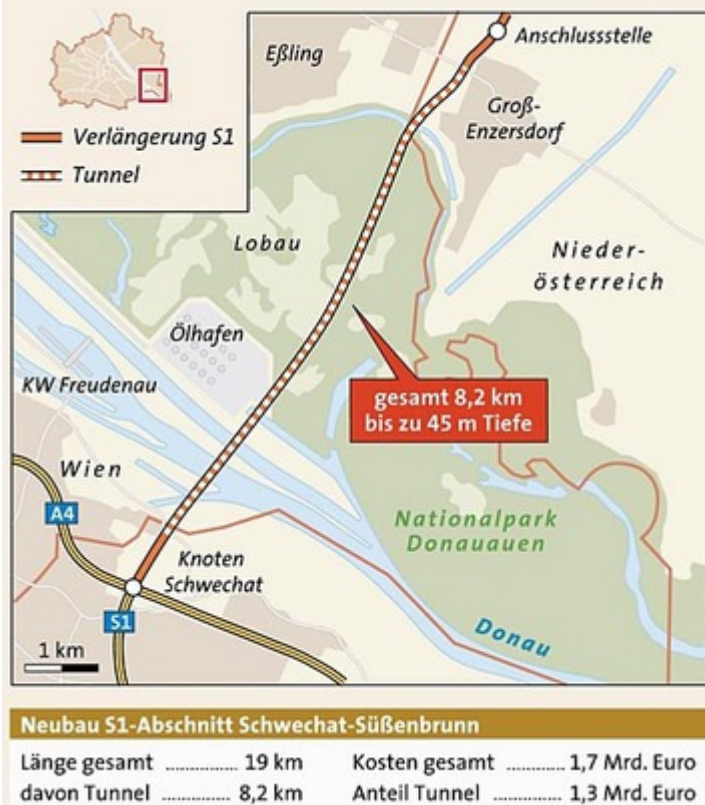 Eßling
Anschlussstelle
Groß-
Enzersdorf
Verlängerung S1
Tunnel
Lobau
Nieder-
österreich
Ölhafen
KW Freudenau
gesamt 8,2 km
bis zu 45 m Tiefe
Wien
A4
Nationalpark
Donauauen
Knoten
Schwechat
S1
Donau
1 km
Neubau S1-Abschnitt Schwechat-Süßenbrunn
Länge gesamt ............ 19 km Kosten gesamt .............. 1,7 Mrd. Euro
davon Tunnel .......... 8,2 km Anteil Tunnel ............... 1,3 Mrd. Euro